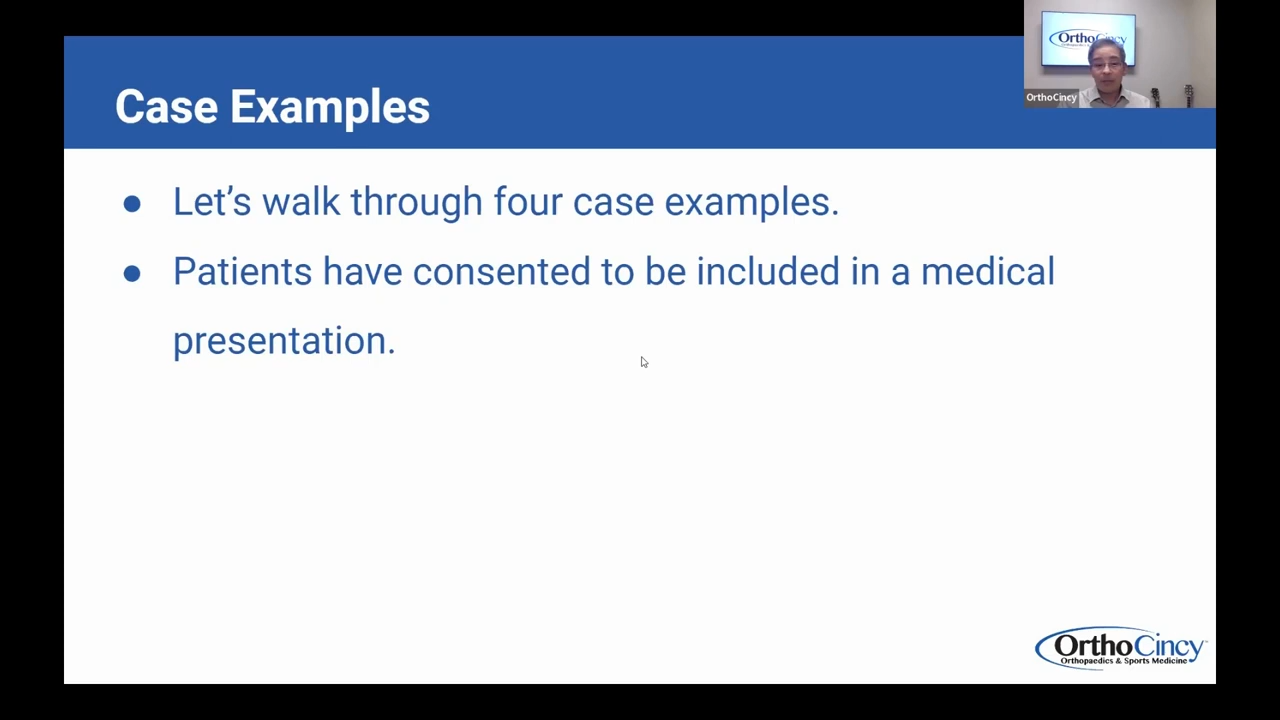 Case Examples
OrthoCincy
OrthoCincy
● Let’s walk through four case examples.
● Patients have consented to be included in a medical
presentation.
OrthoCincy™
Orthopaedics & Sports Medicine